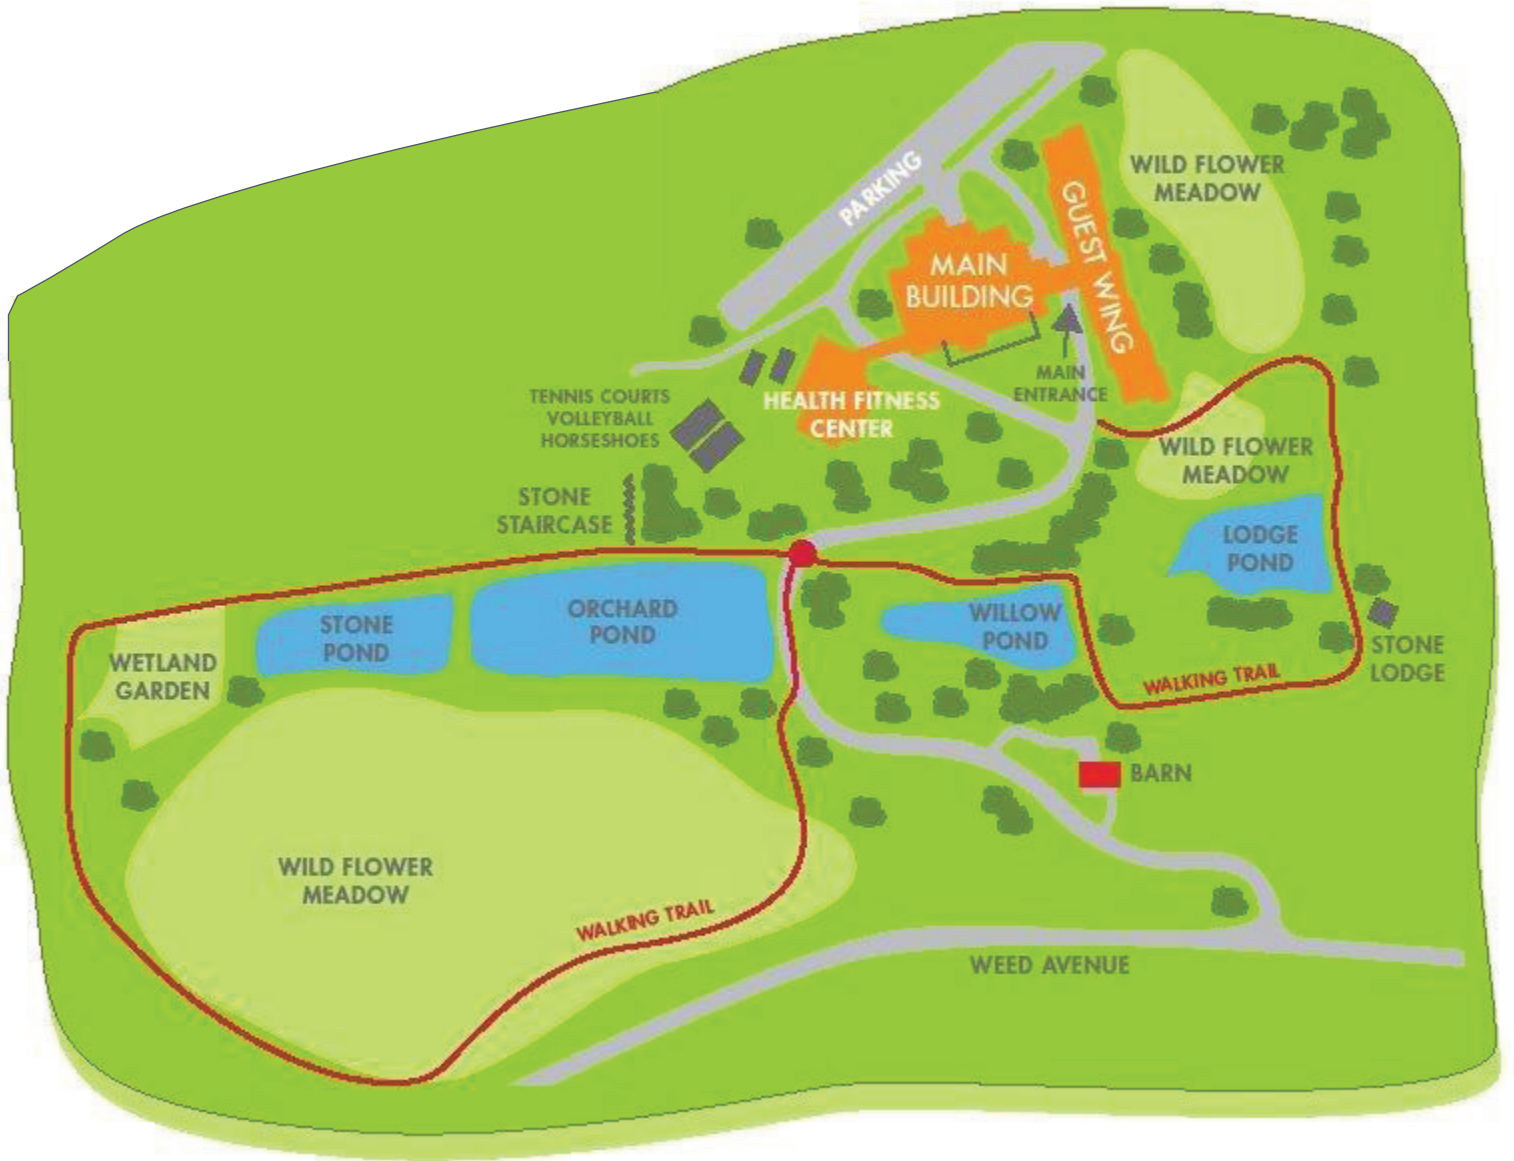 PARKING
WILD FLOWER
MEADOW
GUEST WING
MAIN
BUILDING
MAIN
ENTRANCE
TENNIS COURTS
VOLLEYBALL
HORSESHOES
HEALTH FITNESS
CENTER
WILD FLOWER
MEADOW
STONE
STAIRCASE
LODGE
POND
STONE
POND
ORCHARD
POND
WILLOW
POND
STONE
LODGE
WETLAND
GARDEN
WALKING TRAIL
BARN
WILD FLOWER
MEADOW
WALKING TRAIL
WEED AVENUE